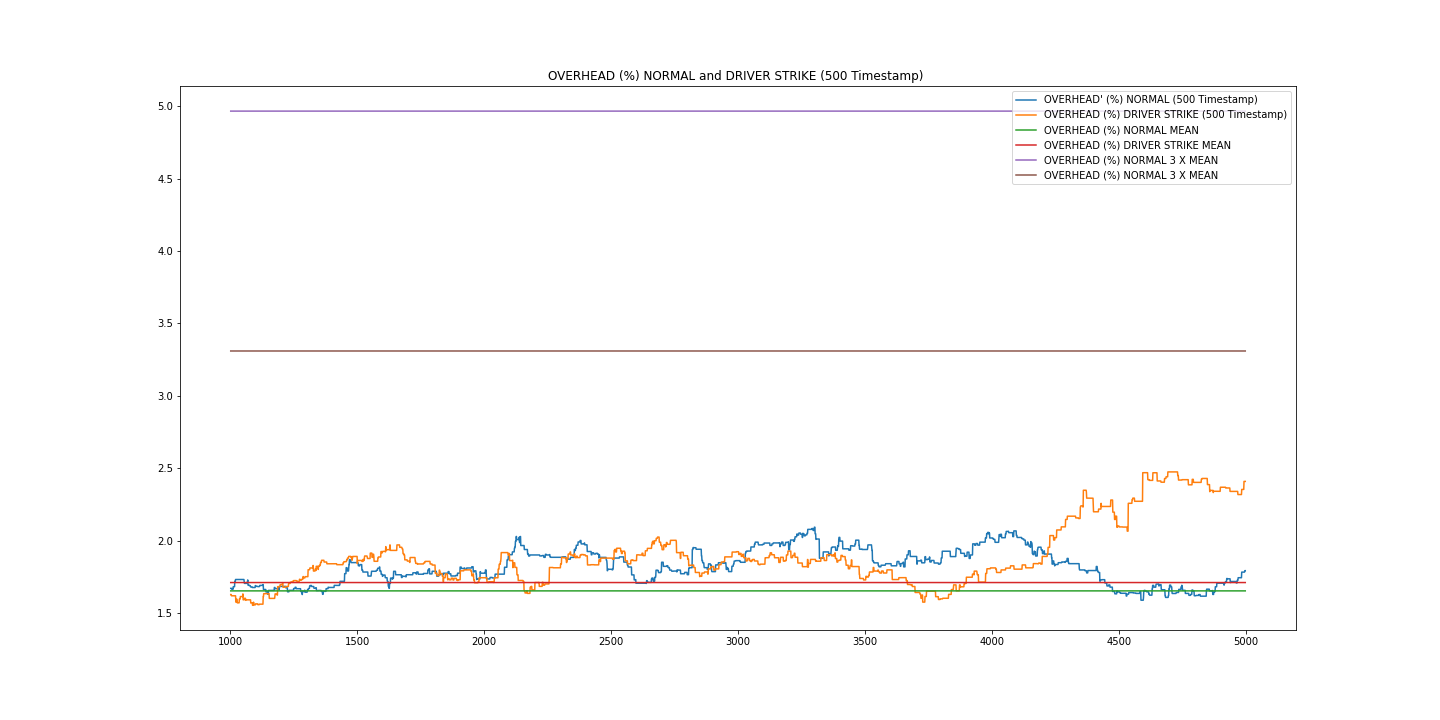 OVERHEAD (%) NORMAL and DRIVER STRIKE (500 Timestamp)
OVERHEAD' (%) NORMAL (500 Timestamp)
OVERHEAD (%) DRIVER STRIKE (500 Timestamp)
OVERHEAD (%) NORMAL MEAN
OVERHEAD (%) DRIVER STRIKE MEAN
OVERHEAD (%) NORMAL 3 X MEAN
OVERHEAD (%) NORMAL 3 X MEAN
5.0
4.5
4.0
3.5
3.0
2.5
2.0
1.5
1000 1500 2000 2500 3000 3500 4000 4500 5000